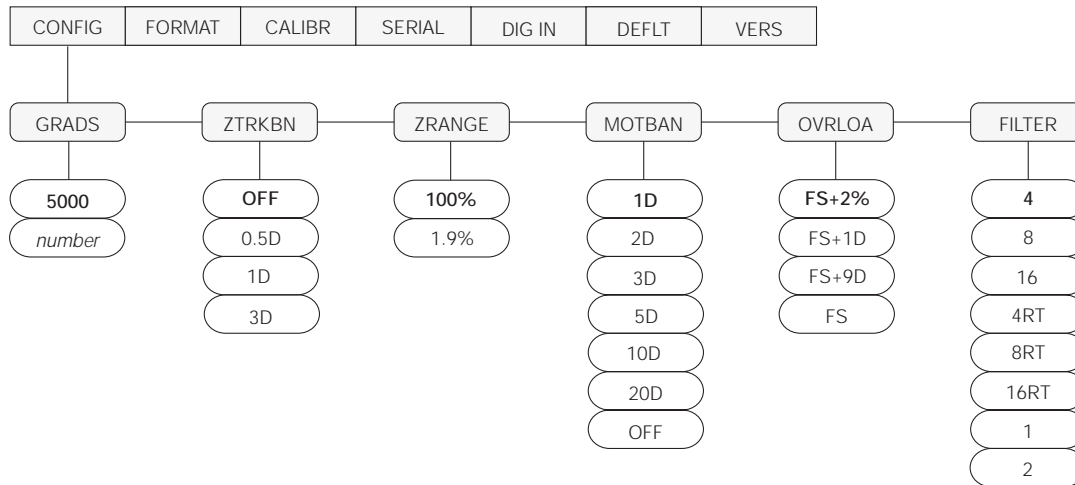 CONFIG FORMAT CALIBR SERIAL DIG IN DEFLT VERS
GRADS ZTRKBN ZRANGE MOTBAN OVRLOA FILTER
5000 OFF 100% 1D FS+2% 4
number 0.5D 1.9% 2D FS+1D 8
1D 3D FS+9D 16
3D 5D FS 4RT
10D 8RT
20D 16RT
OFF 1
2